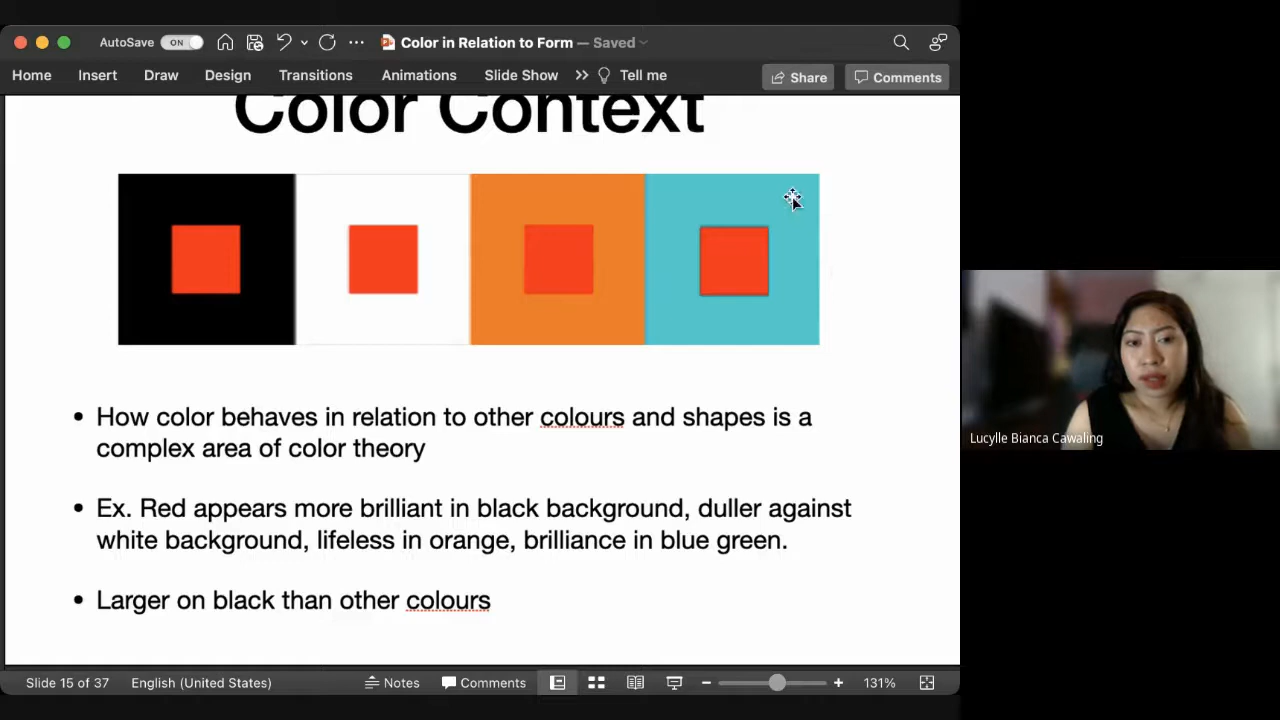 AutoSave ON Color in Relation to Form — Saved
Home Insert Draw Design Transitions Animations Slide Show Tell me Share Comments
Color Context
• How color behaves in relation to other colours and shapes is a
complex area of color theory
• Ex. Red appears more brilliant in black background, duller against
white background, lifeless in orange, brilliance in blue green.
• Larger on black than other colours
Lucylle Bianca Cawaling
Slide 15 of 37 English (United States) Notes Comments 131%